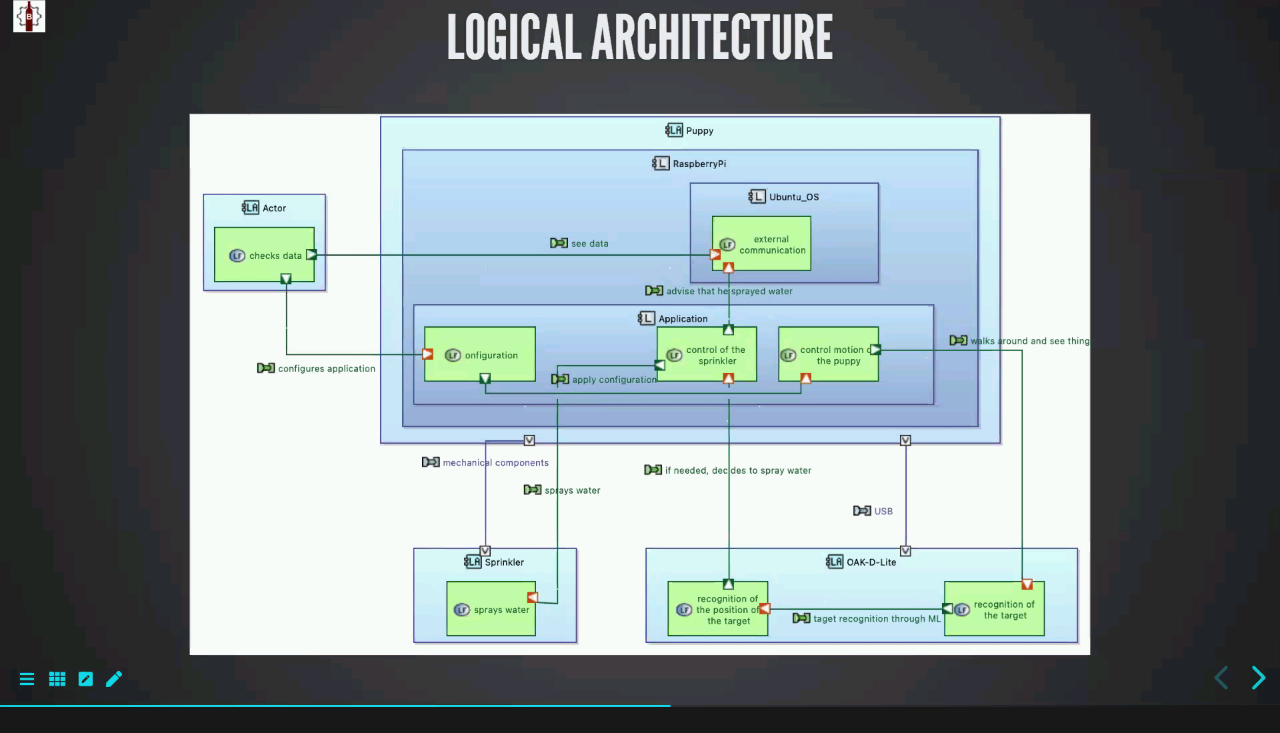 LOGICAL ARCHITECTURE
LA Puppy
L RaspberryPi
L Ubuntu_OS
LA Actor
LF checks data
see data
LF external
communication
advise that he sprayed water
L Application
LF onfiguration
LF control of the
sprinkler
LF control motion o
the puppy
walks around and see thing
configures application
apply configuration
mechanical components
if needed, decides to spray water
sprays water
USB
LA Sprinkler
LF sprays water
LA OAK-D-Lite
LF recognition of
the position of
the target
taget recognition through ML
LF recognition of
the target